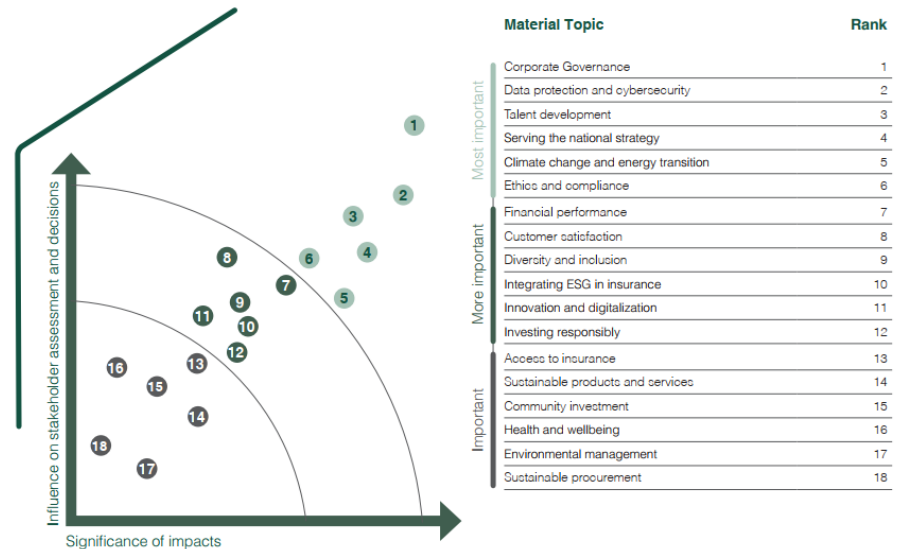 Influence on stakeholder assessment and decisions
1
2
3
4
6
8
7
5
9
11
10
12
13
16
15
14
18
17
Significance of impacts
Material Topic Rank
Most important
Corporate Governance 1
Data protection and cybersecurity 2
Talent development 3
Serving the national strategy 4
Climate change and energy transition 5
Ethics and compliance 6
More important
Financial performance 7
Customer satisfaction 8
Diversity and inclusion 9
Integrating ESG in insurance 10
Innovation and digitalization 11
Investing responsibly 12
Important
Access to insurance 13
Sustainable products and services 14
Community investment 15
Health and wellbeing 16
Environmental management 17
Sustainable procurement 18